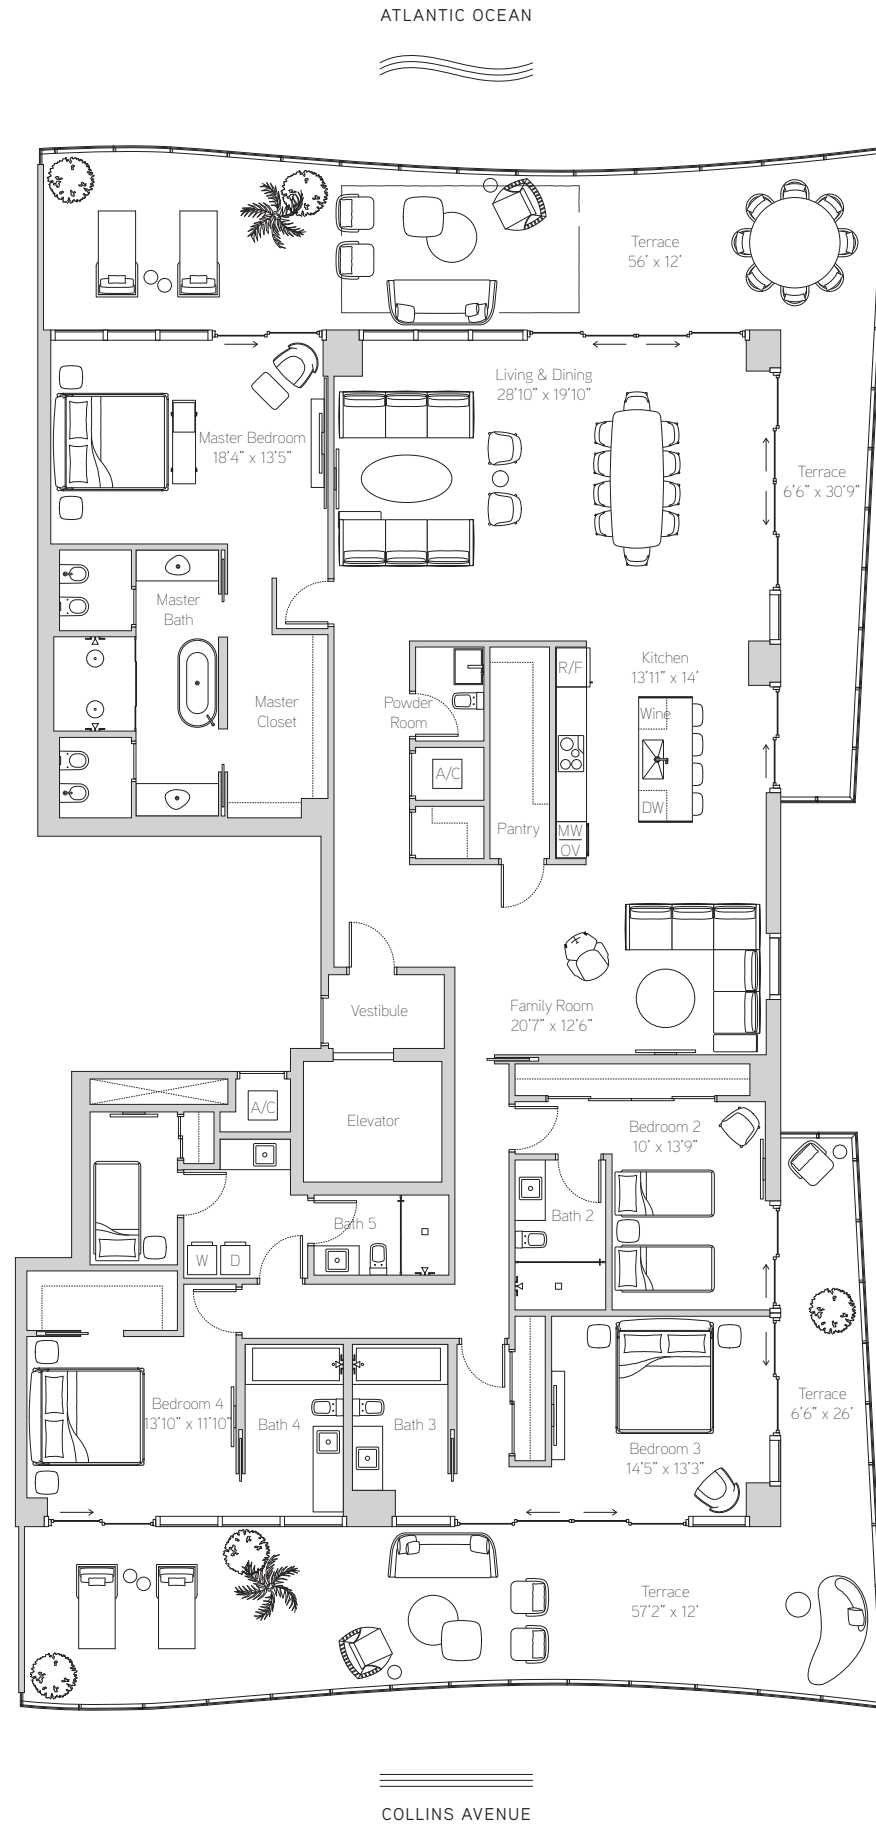 ATLANTIC OCEAN
Terrace
56' x 12'
Living & Dining
28'10" x 19'10"
Master Bedroom
18'4" x 13'5"
Terrace
6'6" x 30'9"
Master
Bath
Kitchen
13'11" x 14'
R/F
Master
Closet
Powder
Room
Wine
A/C
DW
Pantry
MW
OV
Vestibule
Family Room
20'7" x 12'6"
A/C
Elevator
Bedroom 2
10' x 13'9"
Bath 5
Bath 2
W
D
Bedroom 4
13'10" x 11'10"
Bath 4
Bath 3
Terrace
6'6" x 26'
Bedroom 3
14'5" x 13'3"
Terrace
57'2" x 12'
COLLINS AVENUE